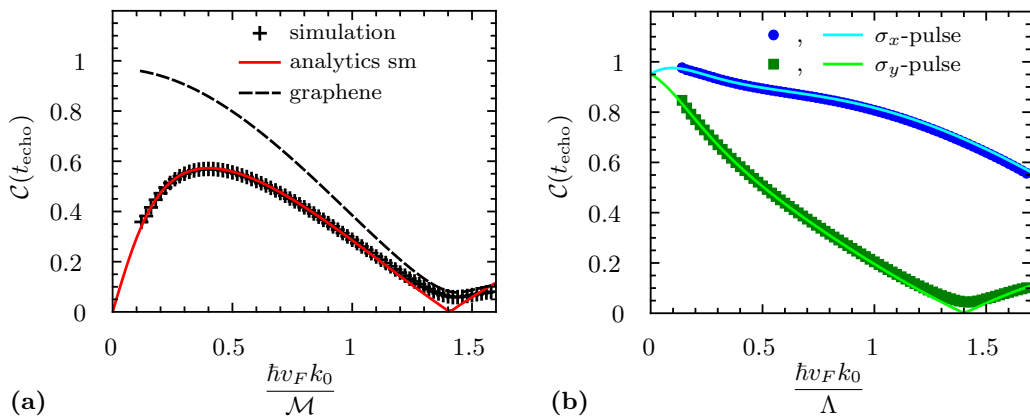 simulation
analytics sm
graphene
𝒞(t_echo)
1
0.8
0.6
0.4
0.2
0
0 0.5 1 1.5
ħv_F k_0
ℳ
(a)
, σ_x-pulse
, σ_y-pulse
𝒞(t_echo)
1
0.8
0.6
0.4
0.2
0
0 0.5 1 1.5
ħv_F k_0
Λ
(b)